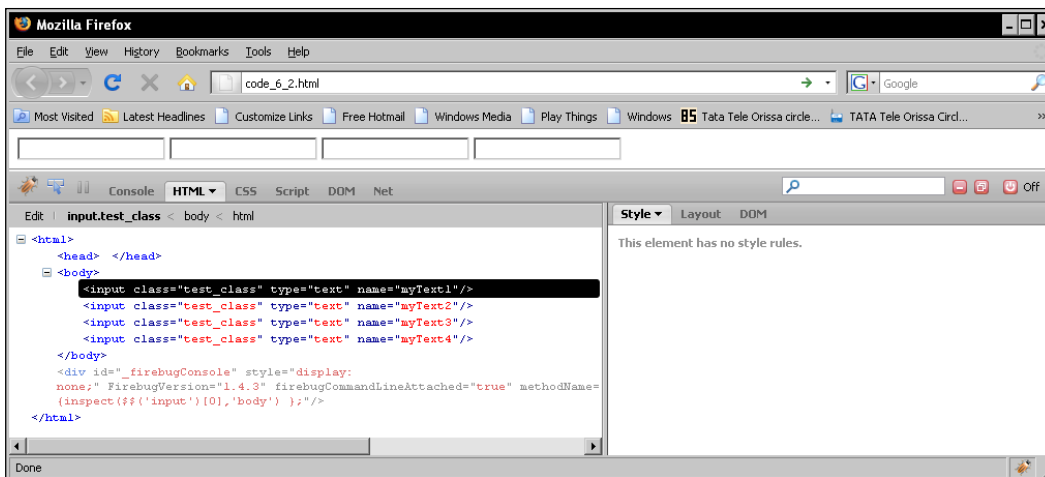 Mozilla Firefox
File Edit View History Bookmarks Tools Help
code_6_2.html G Google
Most Visited Latest Headlines Customize Links Free Hotmail Windows Media Play Things Windows 85 Tata Tele Orissa circle... TATA Tele Orissa Circl... »
Console HTML CSS Script DOM Net Off
Edit input.test_class < body < html
Style Layout DOM
This element has no style rules.
<html>
<head> </head>
<body>
<input class="test_class" type="text" name="myText1"/>
<input class="test_class" type="text" name="myText2"/>
<input class="test_class" type="text" name="myText3"/>
<input class="test_class" type="text" name="myText4"/>
</body>
<div id="_firebugConsole" style="display:
none;" FirebugVersion="1.4.3" firebugCommandLineAttached="true" methodName=
{inspect($$('input')[0],'body') };"/>
</html>
Done